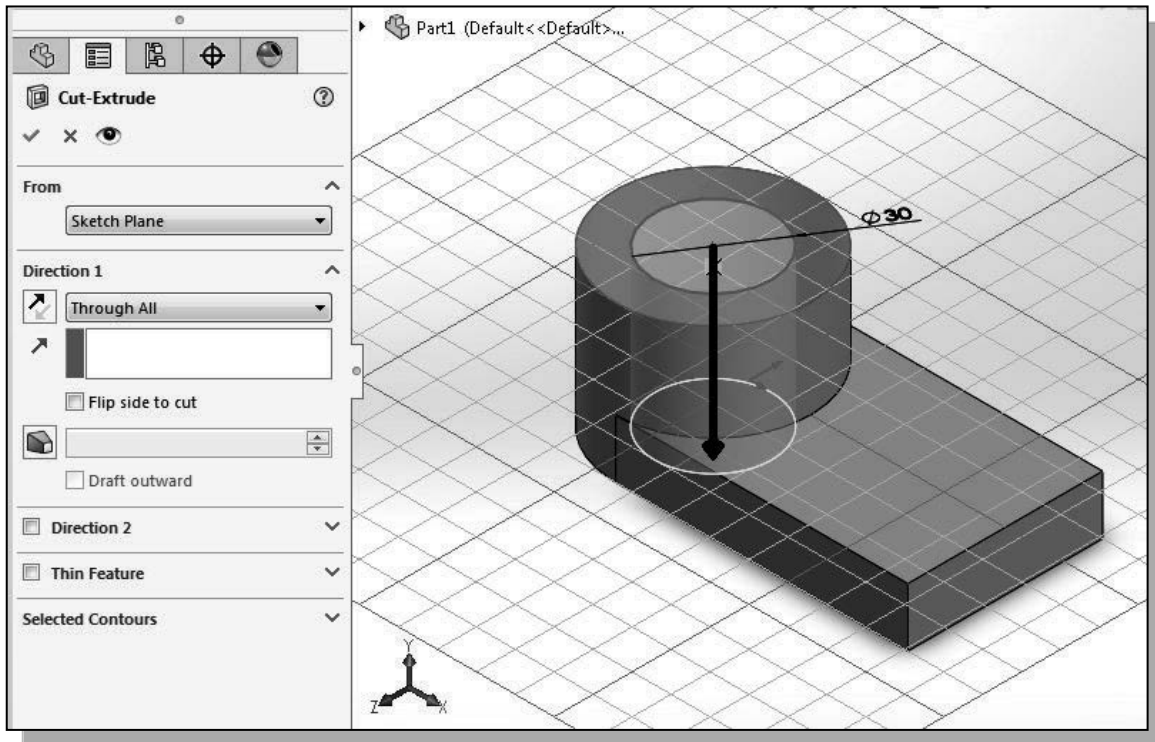 Part1 (Default<<Default>...
Cut-Extrude
From
Sketch Plane
Direction 1
Through All
Flip side to cut
Draft outward
Direction 2
Thin Feature
Selected Contours
Ø30
Y
Z
X